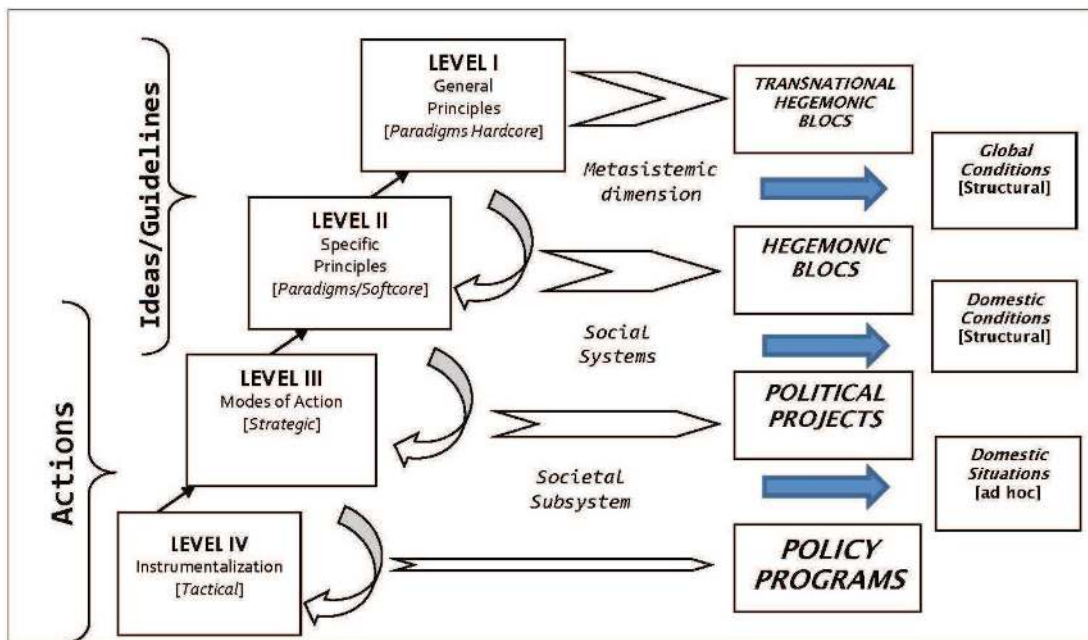 Ideas/Guidelines
Actions
LEVEL I
General
Principles
[Paradigms Hardcore]
LEVEL II
Specific
Principles
[Paradigms/Softcore]
LEVEL III
Modes of Action
[Strategic]
LEVEL IV
Instrumentalization
[Tactical]
Metasistemic
dimension
Social
Systems
Societal
Subsystem
TRANSNATIONAL
HEGEMONIC
BLOCS
HEGEMONIC
BLOCS
POLITICAL
PROJECTS
POLICY
PROGRAMS
Global
Conditions
[Structural]
Domestic
Conditions
[Structural]
Domestic
Situations
[ad hoc]